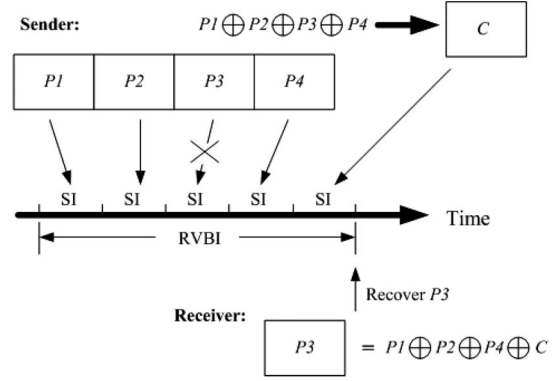 Sender:
P1 ⊕ P2 ⊕ P3 ⊕ P4
C
P1 P2 P3 P4
SI SI SI SI SI
Time
RVBI
Recover P3
Receiver:
P3 = P1 ⊕ P2 ⊕ P4 ⊕ C